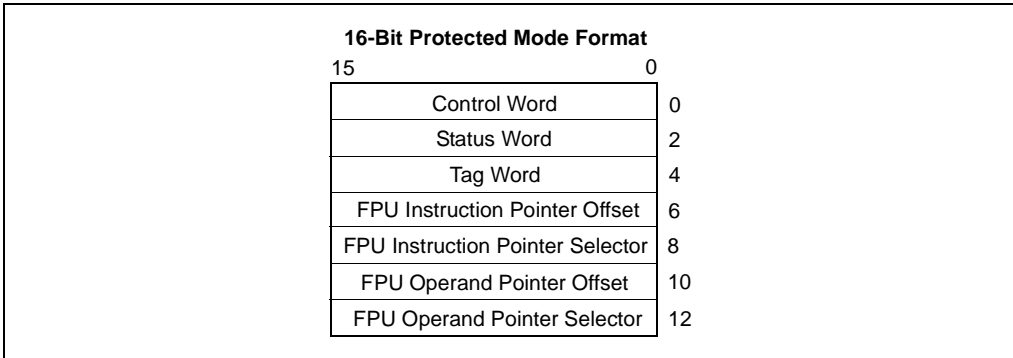 16-Bit Protected Mode Format
15 0
Control Word 0
Status Word 2
Tag Word 4
FPU Instruction Pointer Offset 6
FPU Instruction Pointer Selector 8
FPU Operand Pointer Offset 10
FPU Operand Pointer Selector 12